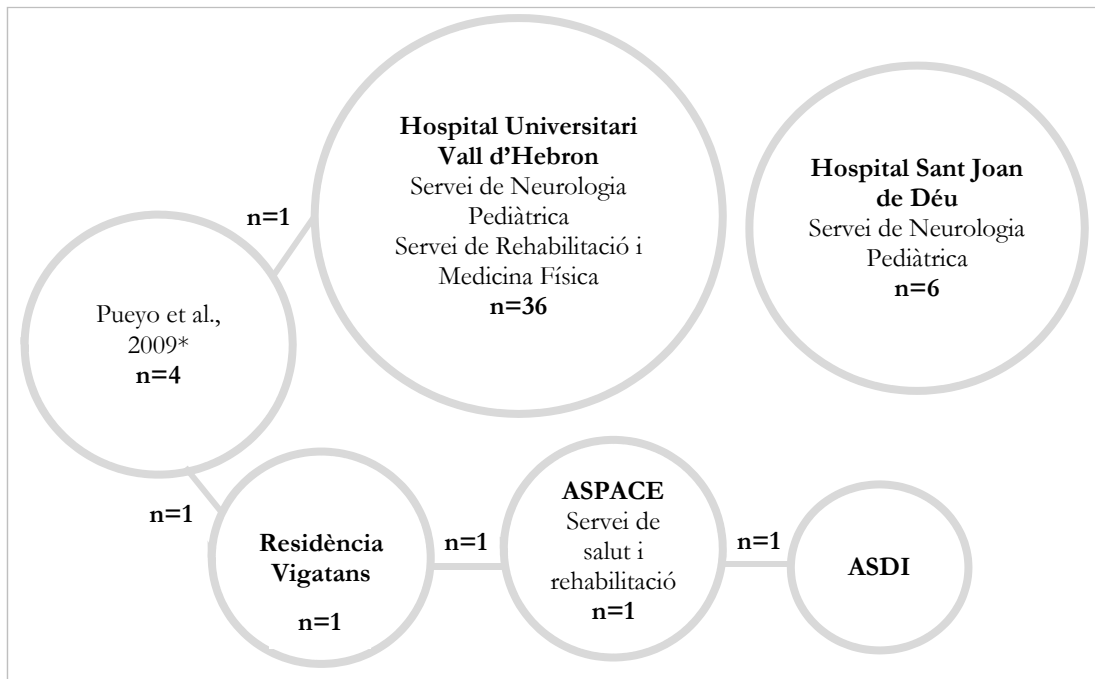 Hospital Universitari
Vall d'Hebron
Servei de Neurologia
Pediàtrica
Servei de Rehabilitació i
Medicina Física
n=36
Hospital Sant Joan
de Déu
Servei de Neurologia
Pediàtrica
n=6
n=1
Pueyo et al.,
2009*
n=4
n=1
Residència
Vigatans
n=1
n=1
ASPACE
Servei de
salut i
rehabilitació
n=1
n=1
ASDI